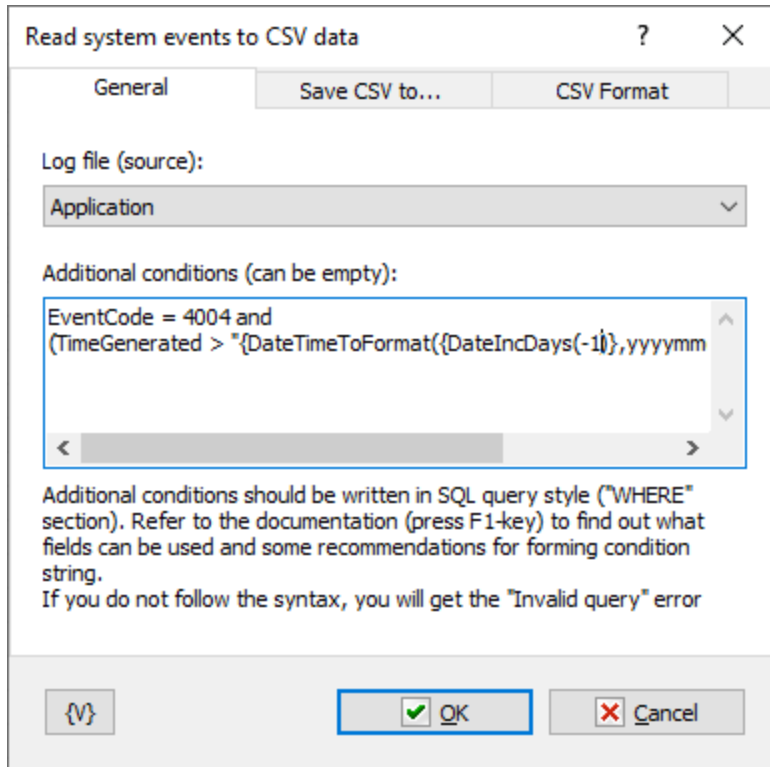 Read system events to CSV data
General
Save CSV to...
CSV Format
Log file (source):
Application
Additional conditions (can be empty):
EventCode = 4004 and
(TimeGenerated > "{DateTimeToFormat({DateIncDays(-1)},yyyymm
Additional conditions should be written in SQL query style ("WHERE"
section). Refer to the documentation (press F1-key) to find out what
fields can be used and some recommendations for forming condition
string.
If you do not follow the syntax, you will get the "Invalid query" error
{V}
OK
Cancel